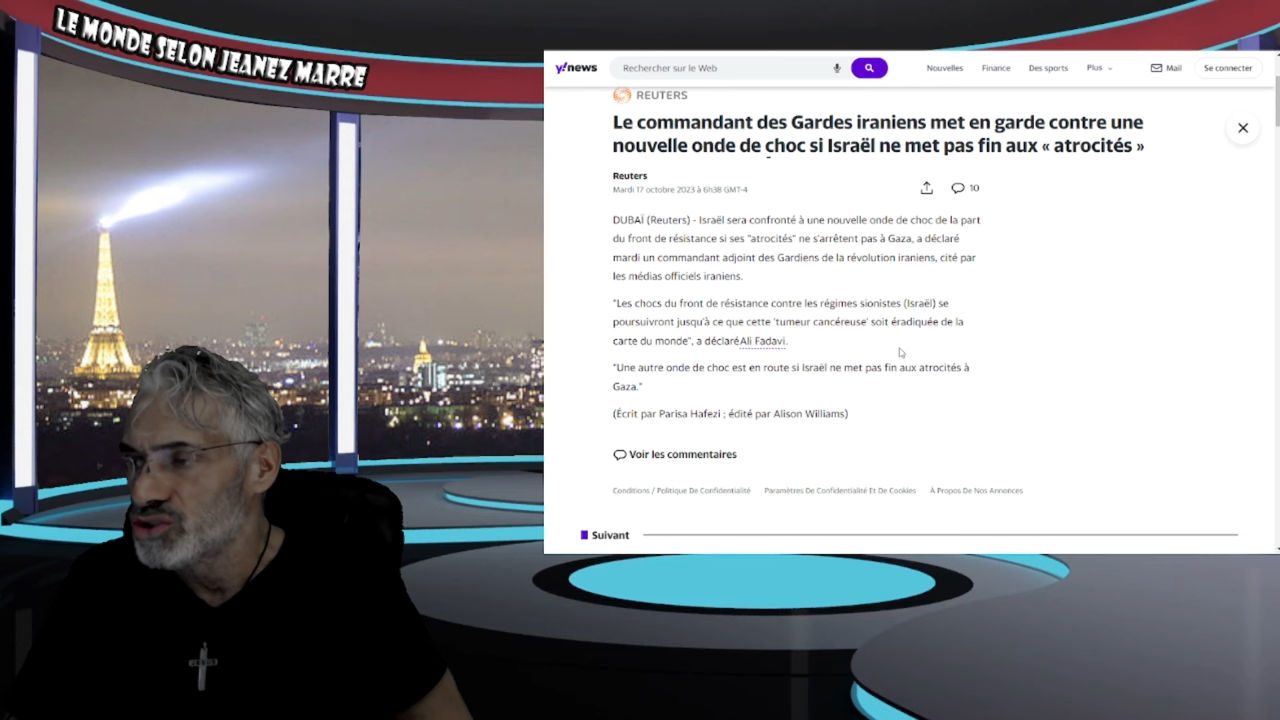 LE MONDE SELON JEANEZ MARRE
y!news
Rechercher sur le Web
Nouvelles
Finance
Des sports
Plus
Mail
Se connecter
REUTERS
Le commandant des Gardes iraniens met en garde contre une
nouvelle onde de choc si Israël ne met pas fin aux « atrocités »
Reuters
Mardi 17 octobre 2023 à 6h38 GMT-4
10
DUBAÏ (Reuters) - Israël sera confronté à une nouvelle onde de choc de la part
du front de résistance si ses "atrocités" ne s'arrêtent pas à Gaza, a déclaré
mardi un commandant adjoint des Gardiens de la révolution iraniens, cité par
les médias officiels iraniens.
"Les chocs du front de résistance contre les régimes sionistes (Israël) se
poursuivront jusqu'à ce que cette 'tumeur cancéreuse' soit éradiquée de la
carte du monde", a déclaré Ali Fadavi.
"Une autre onde de choc est en route si Israël ne met pas fin aux atrocités à
Gaza."
(Écrit par Parisa Hafezi ; édité par Alison Williams)
Voir les commentaires
Conditions / Politique De Confidentialité
Paramètres De Confidentialité Et De Cookies
À Propos De Nos Annonces
Suivant